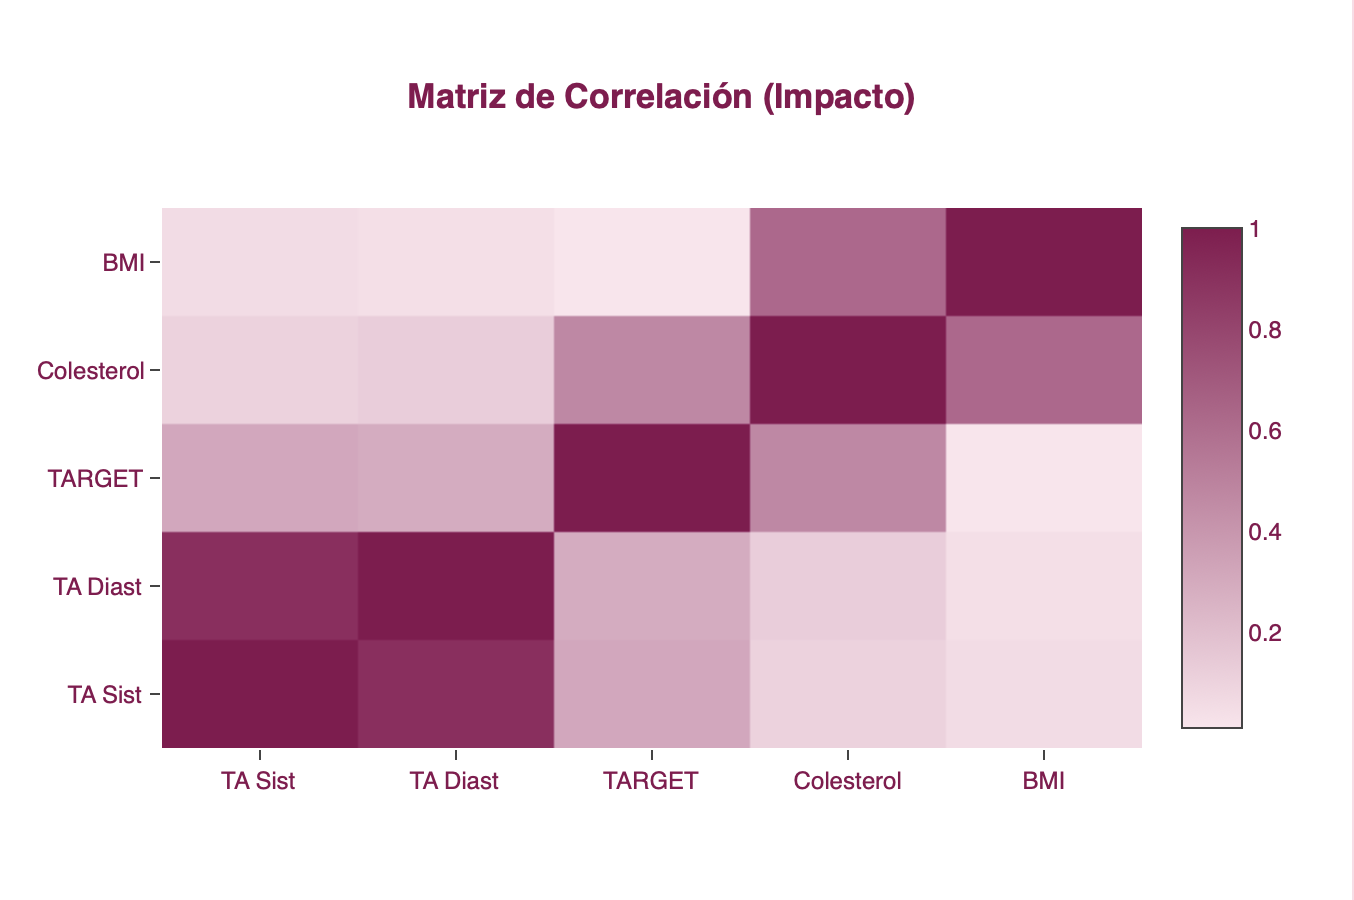 Matriz de Correlación (Impacto)
BMI
Colesterol
TARGET
TA Diast
TA Sist
TA Sist
TA Diast
TARGET
Colesterol
BMI
1
0.8
0.6
0.4
0.2